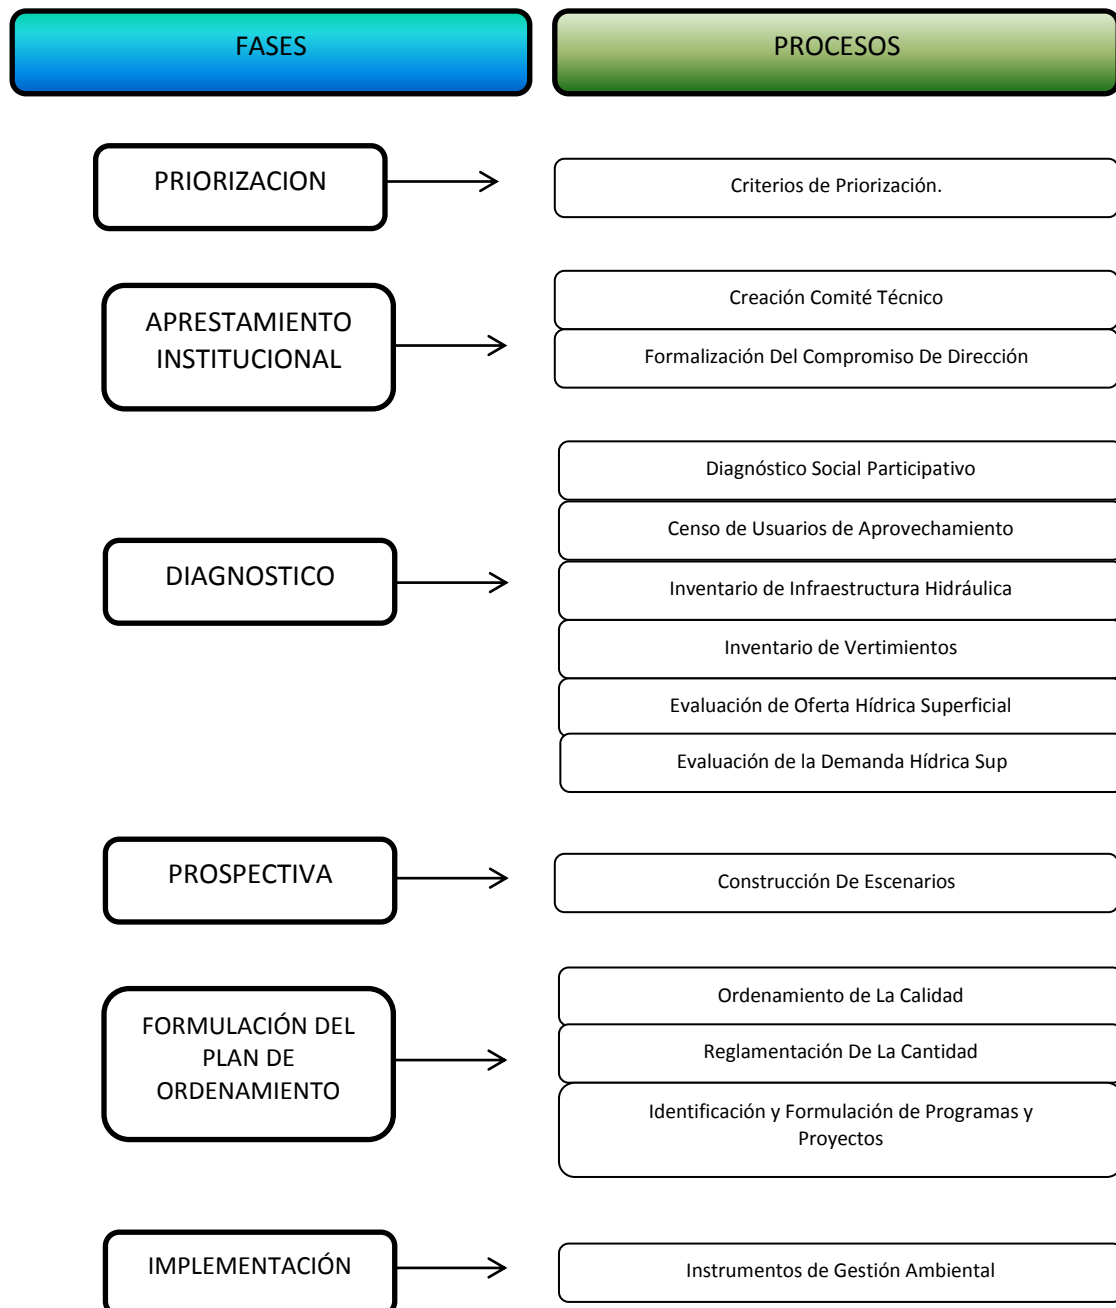 FASES
PROCESOS
PRIORIZACION
Criterios de Priorización.
APRESTAMIENTO
INSTITUCIONAL
Creación Comité Técnico
Formalización Del Compromiso De Dirección
DIAGNOSTICO
Diagnóstico Social Participativo
Censo de Usuarios de Aprovechamiento
Inventario de Infraestructura Hidráulica
Inventario de Vertimientos
Evaluación de Oferta Hídrica Superficial
Evaluación de la Demanda Hídrica Sup
PROSPECTIVA
Construcción De Escenarios
FORMULACIÓN DEL
PLAN DE
ORDENAMIENTO
Ordenamiento de La Calidad
Reglamentación De La Cantidad
Identificación y Formulación de Programas y
Proyectos
IMPLEMENTACIÓN
Instrumentos de Gestión Ambiental